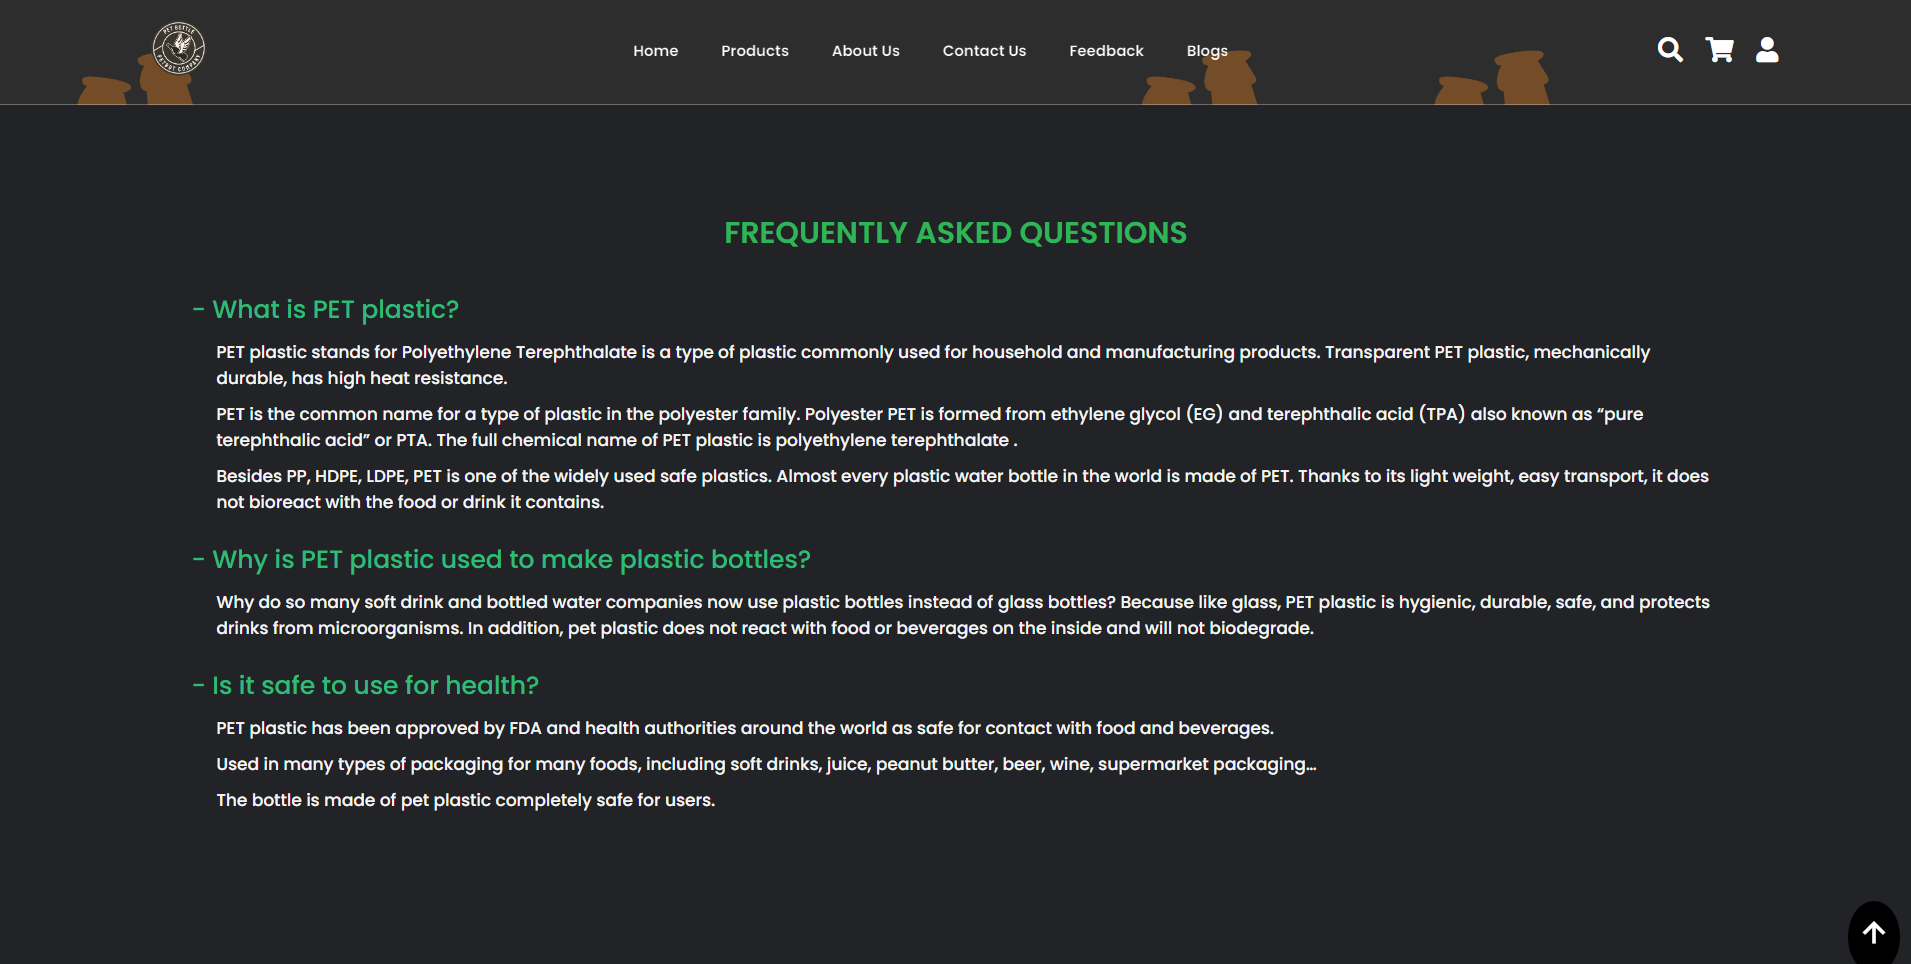 PET BOTTLE
PRODUCT COMPANY
Home Products About Us Contact Us Feedback Blogs
FREQUENTLY ASKED QUESTIONS
- What is PET plastic?
PET plastic stands for Polyethylene Terephthalate is a type of plastic commonly used for household and manufacturing products. Transparent PET plastic, mechanically
durable, has high heat resistance.
PET is the common name for a type of plastic in the polyester family. Polyester PET is formed from ethylene glycol (EG) and terephthalic acid (TPA) also known as “pure
terephthalic acid” or PTA. The full chemical name of PET plastic is polyethylene terephthalate .
Besides PP, HDPE, LDPE, PET is one of the widely used safe plastics. Almost every plastic water bottle in the world is made of PET. Thanks to its light weight, easy transport, it does
not bioreact with the food or drink it contains.
- Why is PET plastic used to make plastic bottles?
Why do so many soft drink and bottled water companies now use plastic bottles instead of glass bottles? Because like glass, PET plastic is hygienic, durable, safe, and protects
drinks from microorganisms. In addition, pet plastic does not react with food or beverages on the inside and will not biodegrade.
- Is it safe to use for health?
PET plastic has been approved by FDA and health authorities around the world as safe for contact with food and beverages.
Used in many types of packaging for many foods, including soft drinks, juice, peanut butter, beer, wine, supermarket packaging…
The bottle is made of pet plastic completely safe for users.